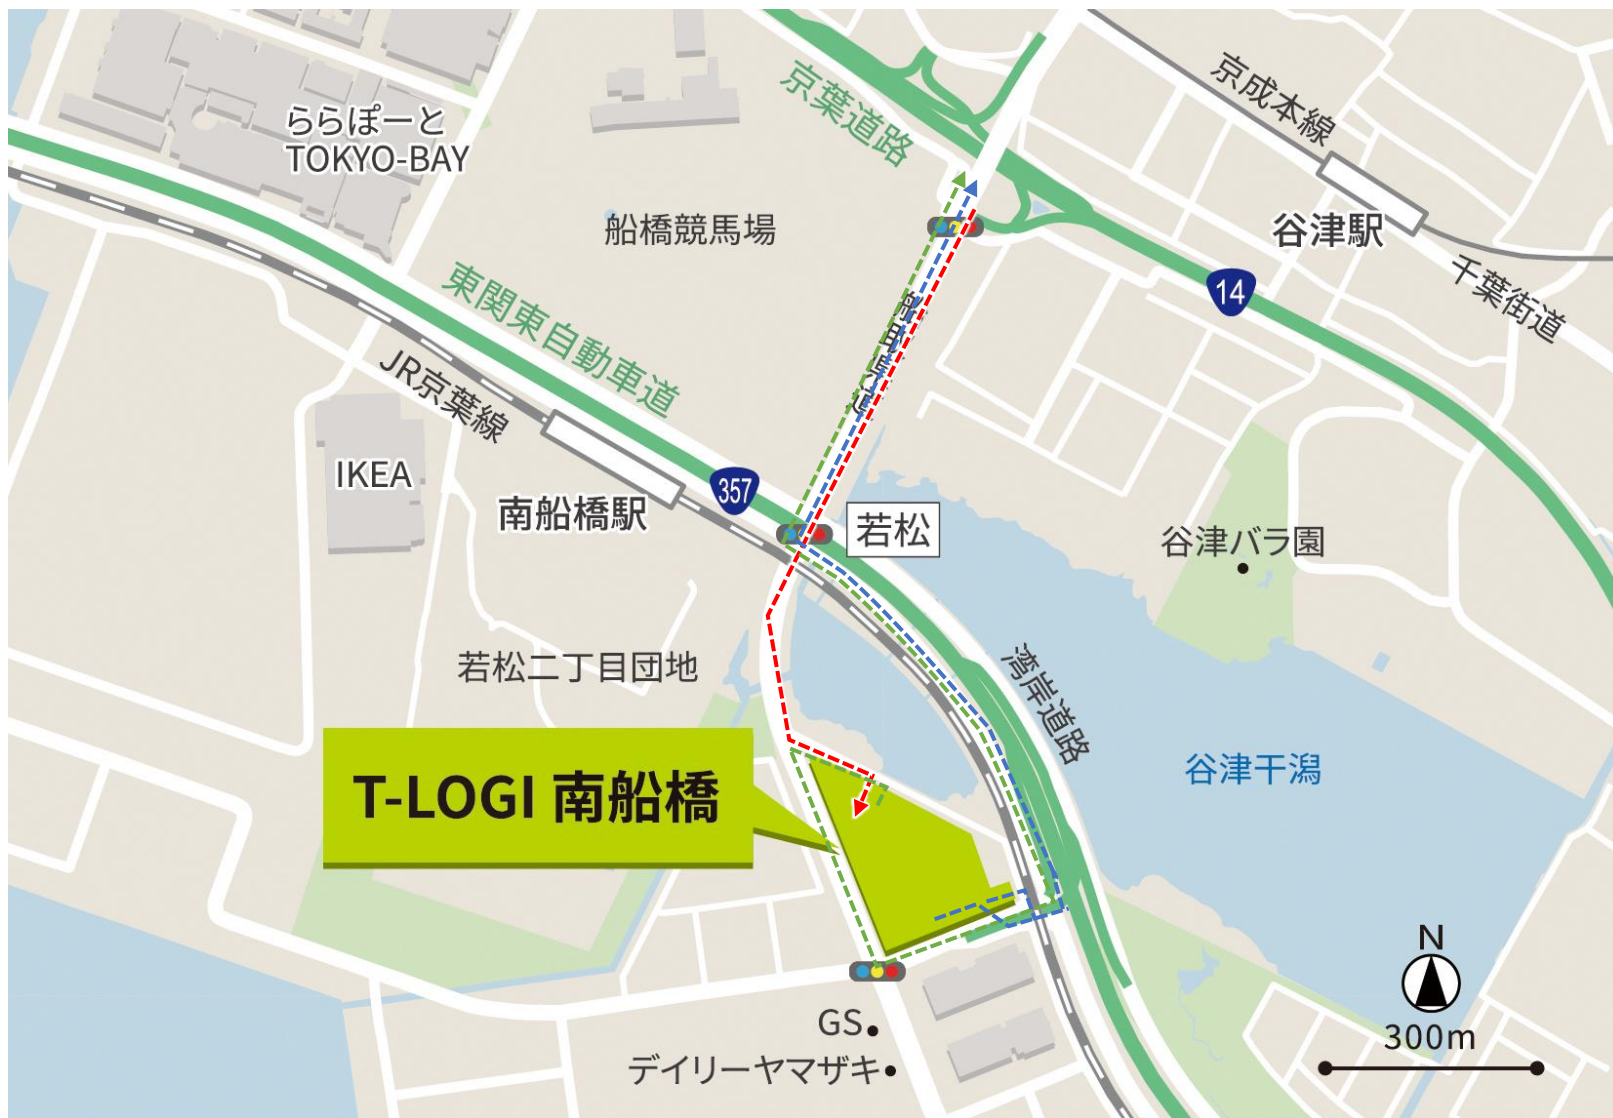 京葉道路
京成本線
ららぽーと
TOKYO-BAY
船橋競馬場
谷津駅
千葉街道
14
東関東自動車道
JR京葉線
IKEA
南船橋駅
357
若松
谷津バラ園
若松二丁目団地
湾岸道路
谷津干潟
T-LOGI 南船橋
N
300m
GS
デイリーヤマザキ